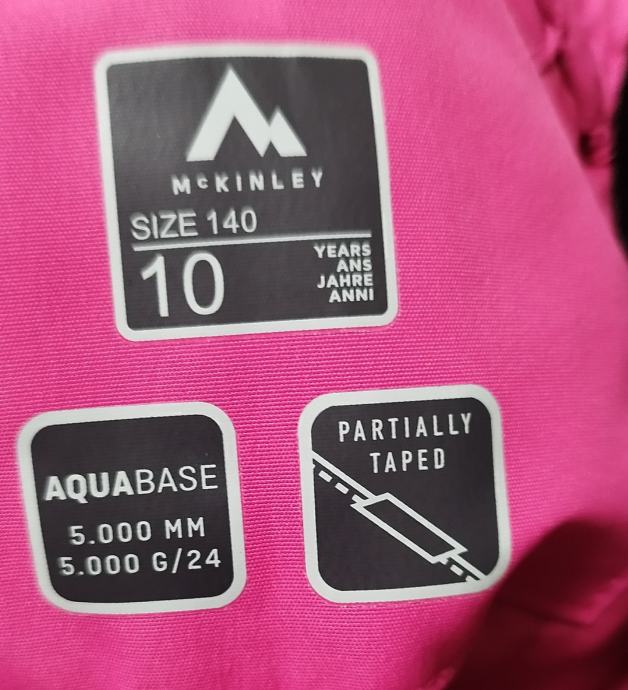 McKINLEY
SIZE 140
10
YEARS
ANS
JAHRE
ANNI
AQUABASE
5.000 MM
5.000 G/24
PARTIALLY
TAPED